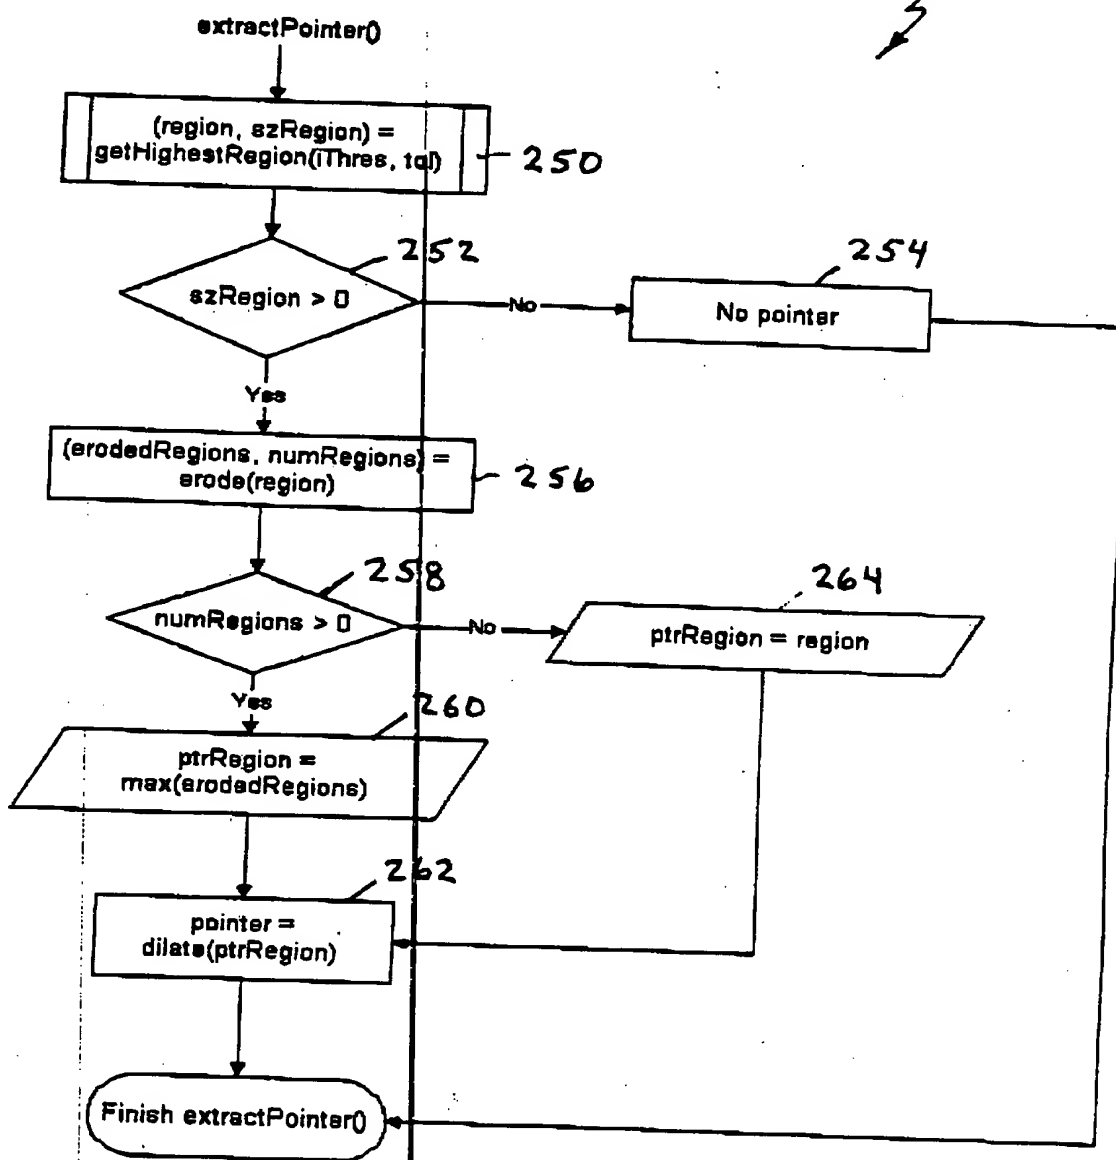 extractPointer()
(region, szRegion) =
getHighestRegion(iThres, tgl)
250
252
szRegion > 0
No
254
No pointer
Yes
(erodedRegions, numRegions) =
erode(region)
256
258
numRegions > 0
No
264
ptrRegion = region
Yes
260
ptrRegion =
max(erodedRegions)
262
pointer =
dilate(ptrRegion)
Finish extractPointer()